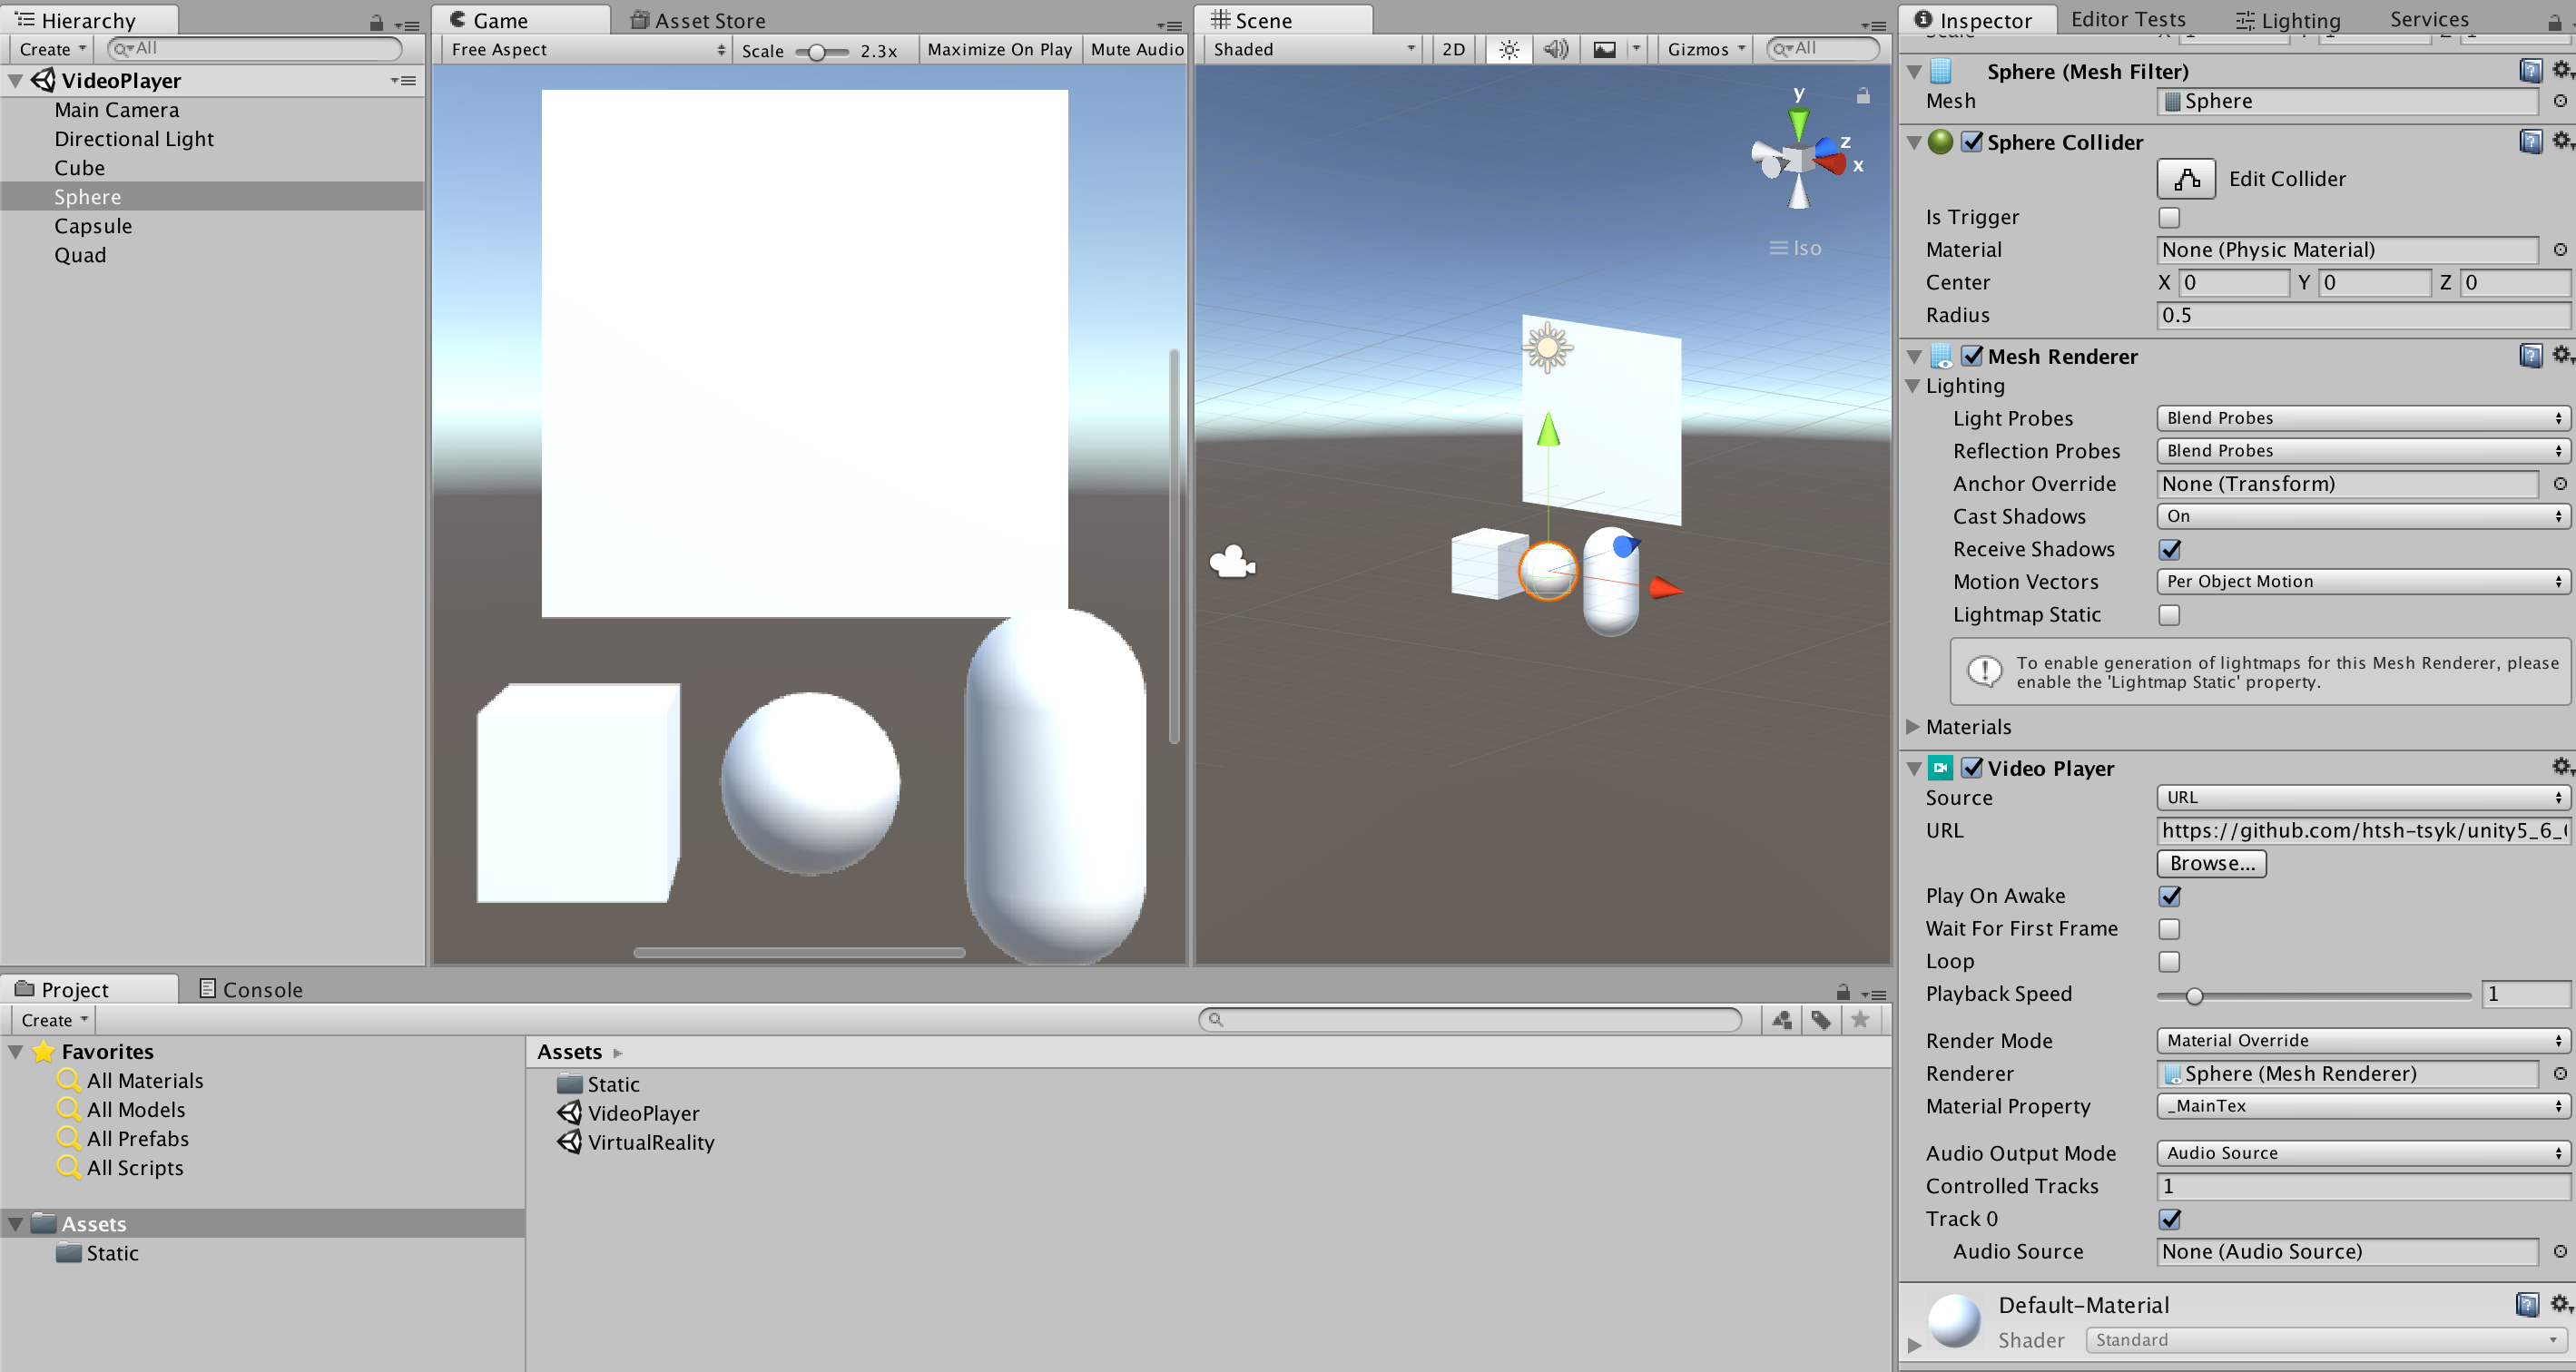 Hierarchy
Create
All
VideoPlayer
Main Camera
Directional Light
Cube
Sphere
Capsule
Quad
Game
Asset Store
Free Aspect
Scale 2.3x
Maximize On Play
Mute Audio
Scene
Shaded
2D
Gizmos
All
y
z
x
Iso
Inspector
Editor Tests
Lighting
Services
Sphere (Mesh Filter)
Mesh Sphere
Sphere Collider
Edit Collider
Is Trigger
Material None (Physic Material)
Center X 0 Y 0 Z 0
Radius 0.5
Mesh Renderer
Lighting
Light Probes Blend Probes
Reflection Probes Blend Probes
Anchor Override None (Transform)
Cast Shadows On
Receive Shadows
Motion Vectors Per Object Motion
Lightmap Static
To enable generation of lightmaps for this Mesh Renderer, please
enable the 'Lightmap Static' property.
Materials
Video Player
Source URL
URL https://github.com/htsh-tsyk/unity5_6_
Browse...
Play On Awake
Wait For First Frame
Loop
Playback Speed 1
Render Mode Material Override
Renderer Sphere (Mesh Renderer)
Material Property _MainTex
Audio Output Mode Audio Source
Controlled Tracks 1
Track 0
Audio Source None (Audio Source)
Default-Material
Shader Standard
Project
Console
Create
Favorites
All Materials
All Models
All Prefabs
All Scripts
Assets
Static
Assets
Static
VideoPlayer
VirtualReality